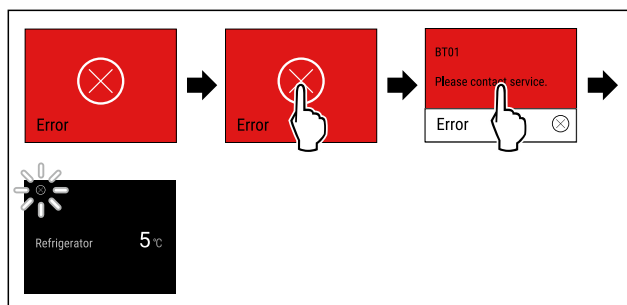 Error
Error
BT01
Please contact service.
Error
Refrigerator 5 °C